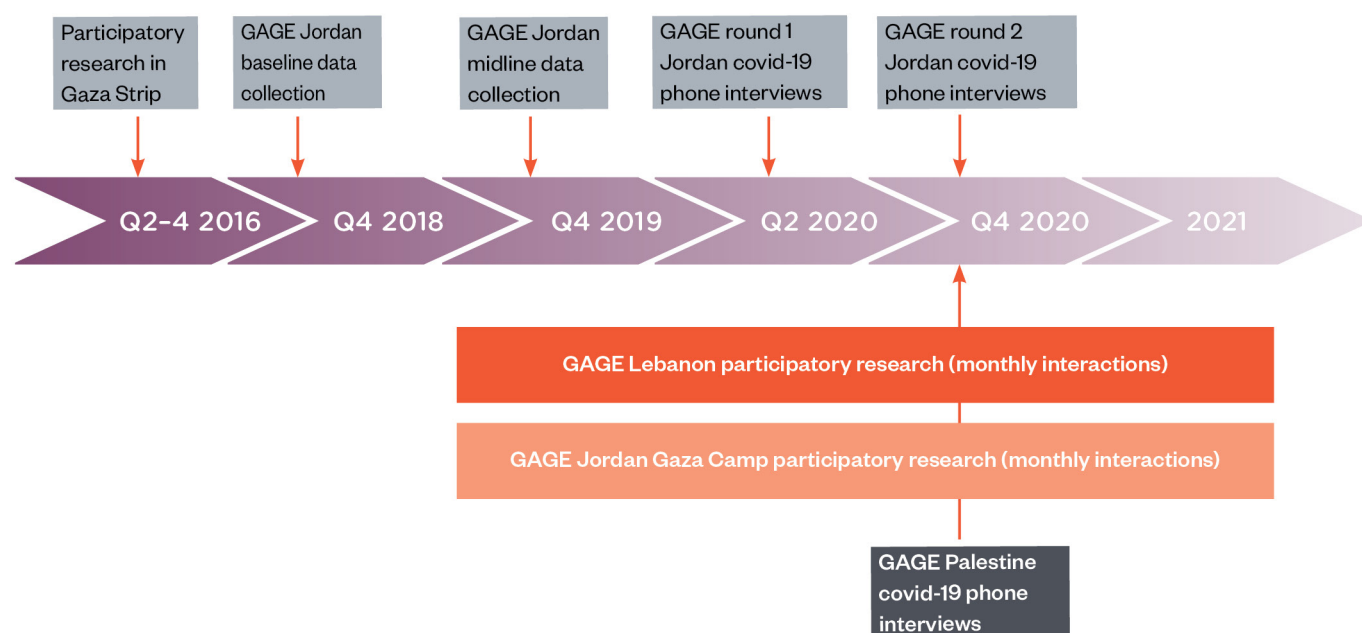 Participatory
research in
Gaza Strip
GAGE Jordan
baseline data
collection
GAGE Jordan
midline data
collection
GAGE round 1
Jordan covid-19
phone interviews
GAGE round 2
Jordan covid-19
phone interviews
Q2–4 2016
Q4 2018
Q4 2019
Q2 2020
Q4 2020
2021
GAGE Lebanon participatory research (monthly interactions)
GAGE Jordan Gaza Camp participatory research (monthly interactions)
GAGE Palestine
covid-19 phone
interviews